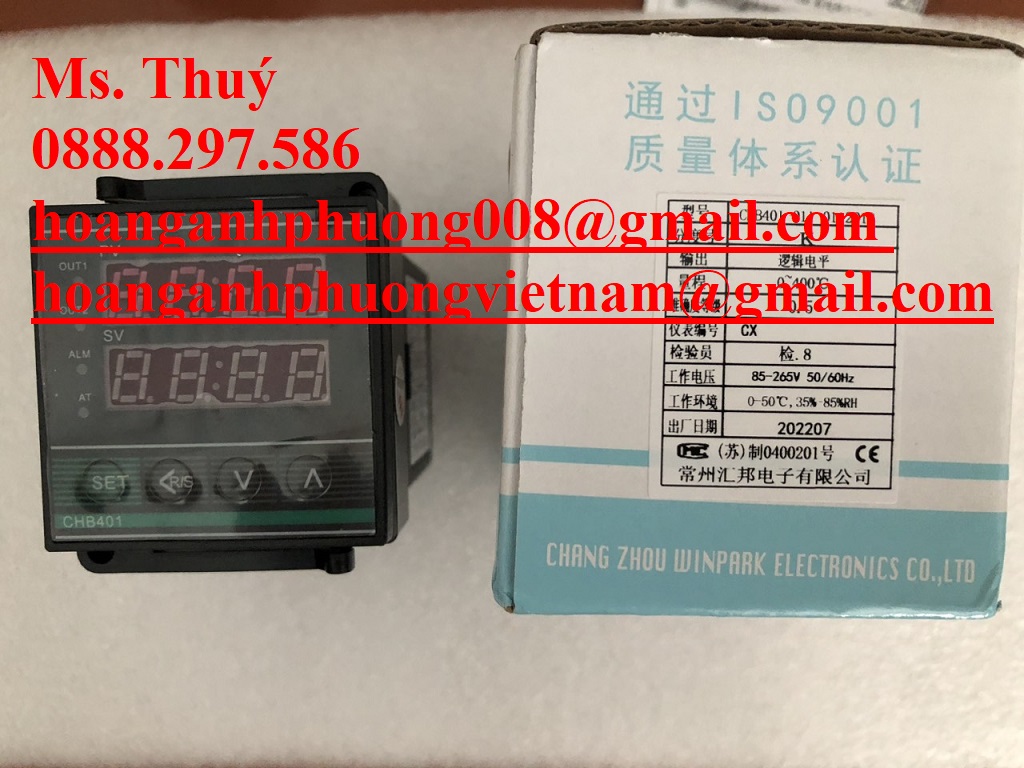 Ms. Thuý
0888.297.586
hoanganhphuong008@gmail.com
hoanganhphuongvietnam@gmail.com
OUT1
SV
ALM
AT
SET
R/S
CHB401
通过ISO9001
质量体系认证
型号
K
输出 逻辑电平
量程 0~400℃
仪表编号 CX
检验员 检.8
工作电压 85-265V 50/60Hz
工作环境 0-50℃,35%-85%RH
出厂日期 202207
(苏)制0400201号 CE
常州汇邦电子有限公司
CHANG ZHOU WINPARK ELECTRONICS CO.,LTD